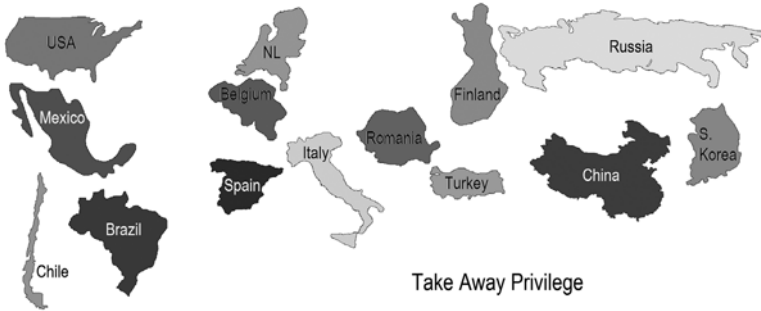 USA
NL
Russia
Belgium
Finland
Mexico
Romania
S.
Korea
Italy
China
Spain
Turkey
Brazil
Chile
Take Away Privilege